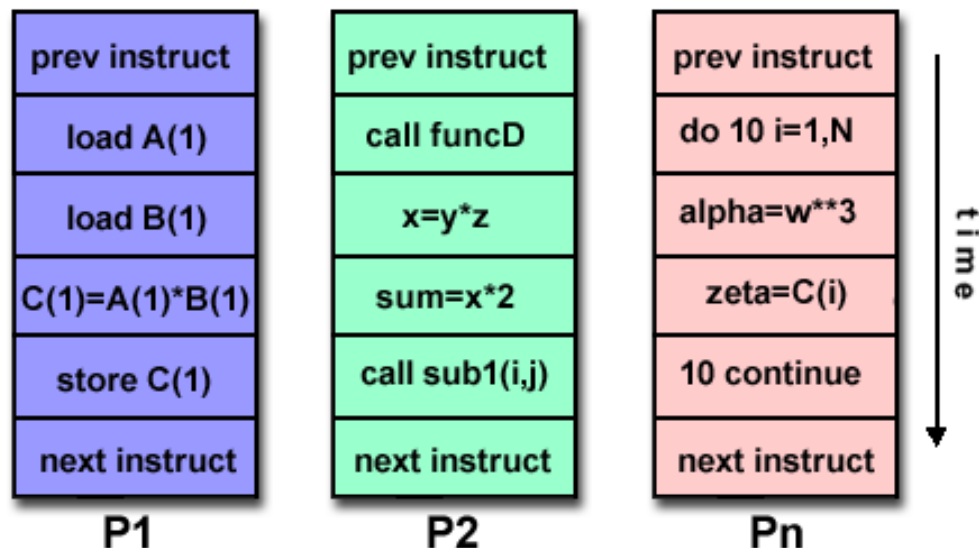 prev instruct
load A(1)
load B(1)
C(1)=A(1)*B(1)
store C(1)
next instruct
P1
prev instruct
call funcD
x=y*z
sum=x*2
call sub1(i,j)
next instruct
P2
prev instruct
do 10 i=1,N
alpha=w**3
zeta=C(i)
10 continue
next instruct
Pn
time